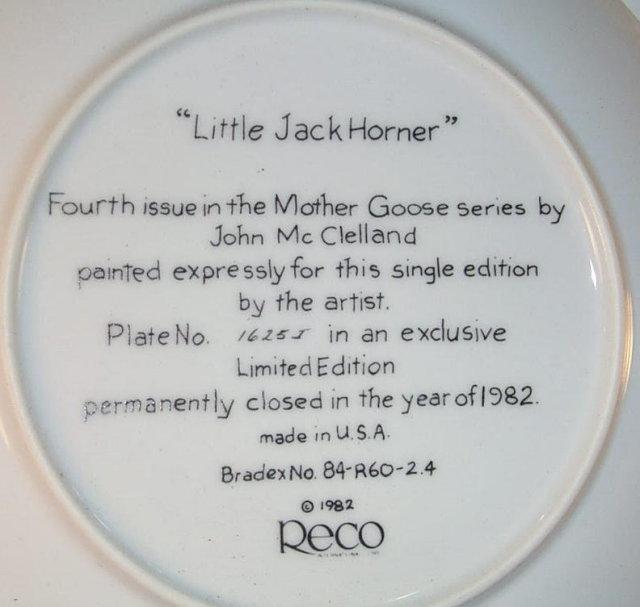 “Little Jack Horner”
Fourth issue in the Mother Goose series by
John McClelland
painted expressly for this single edition
by the artist.
Plate No. 1625J in an exclusive
Limited Edition
permanently closed in the year of 1982.
made in U.S.A.
Bradex No. 84-R60-2.4
© 1982
Reco